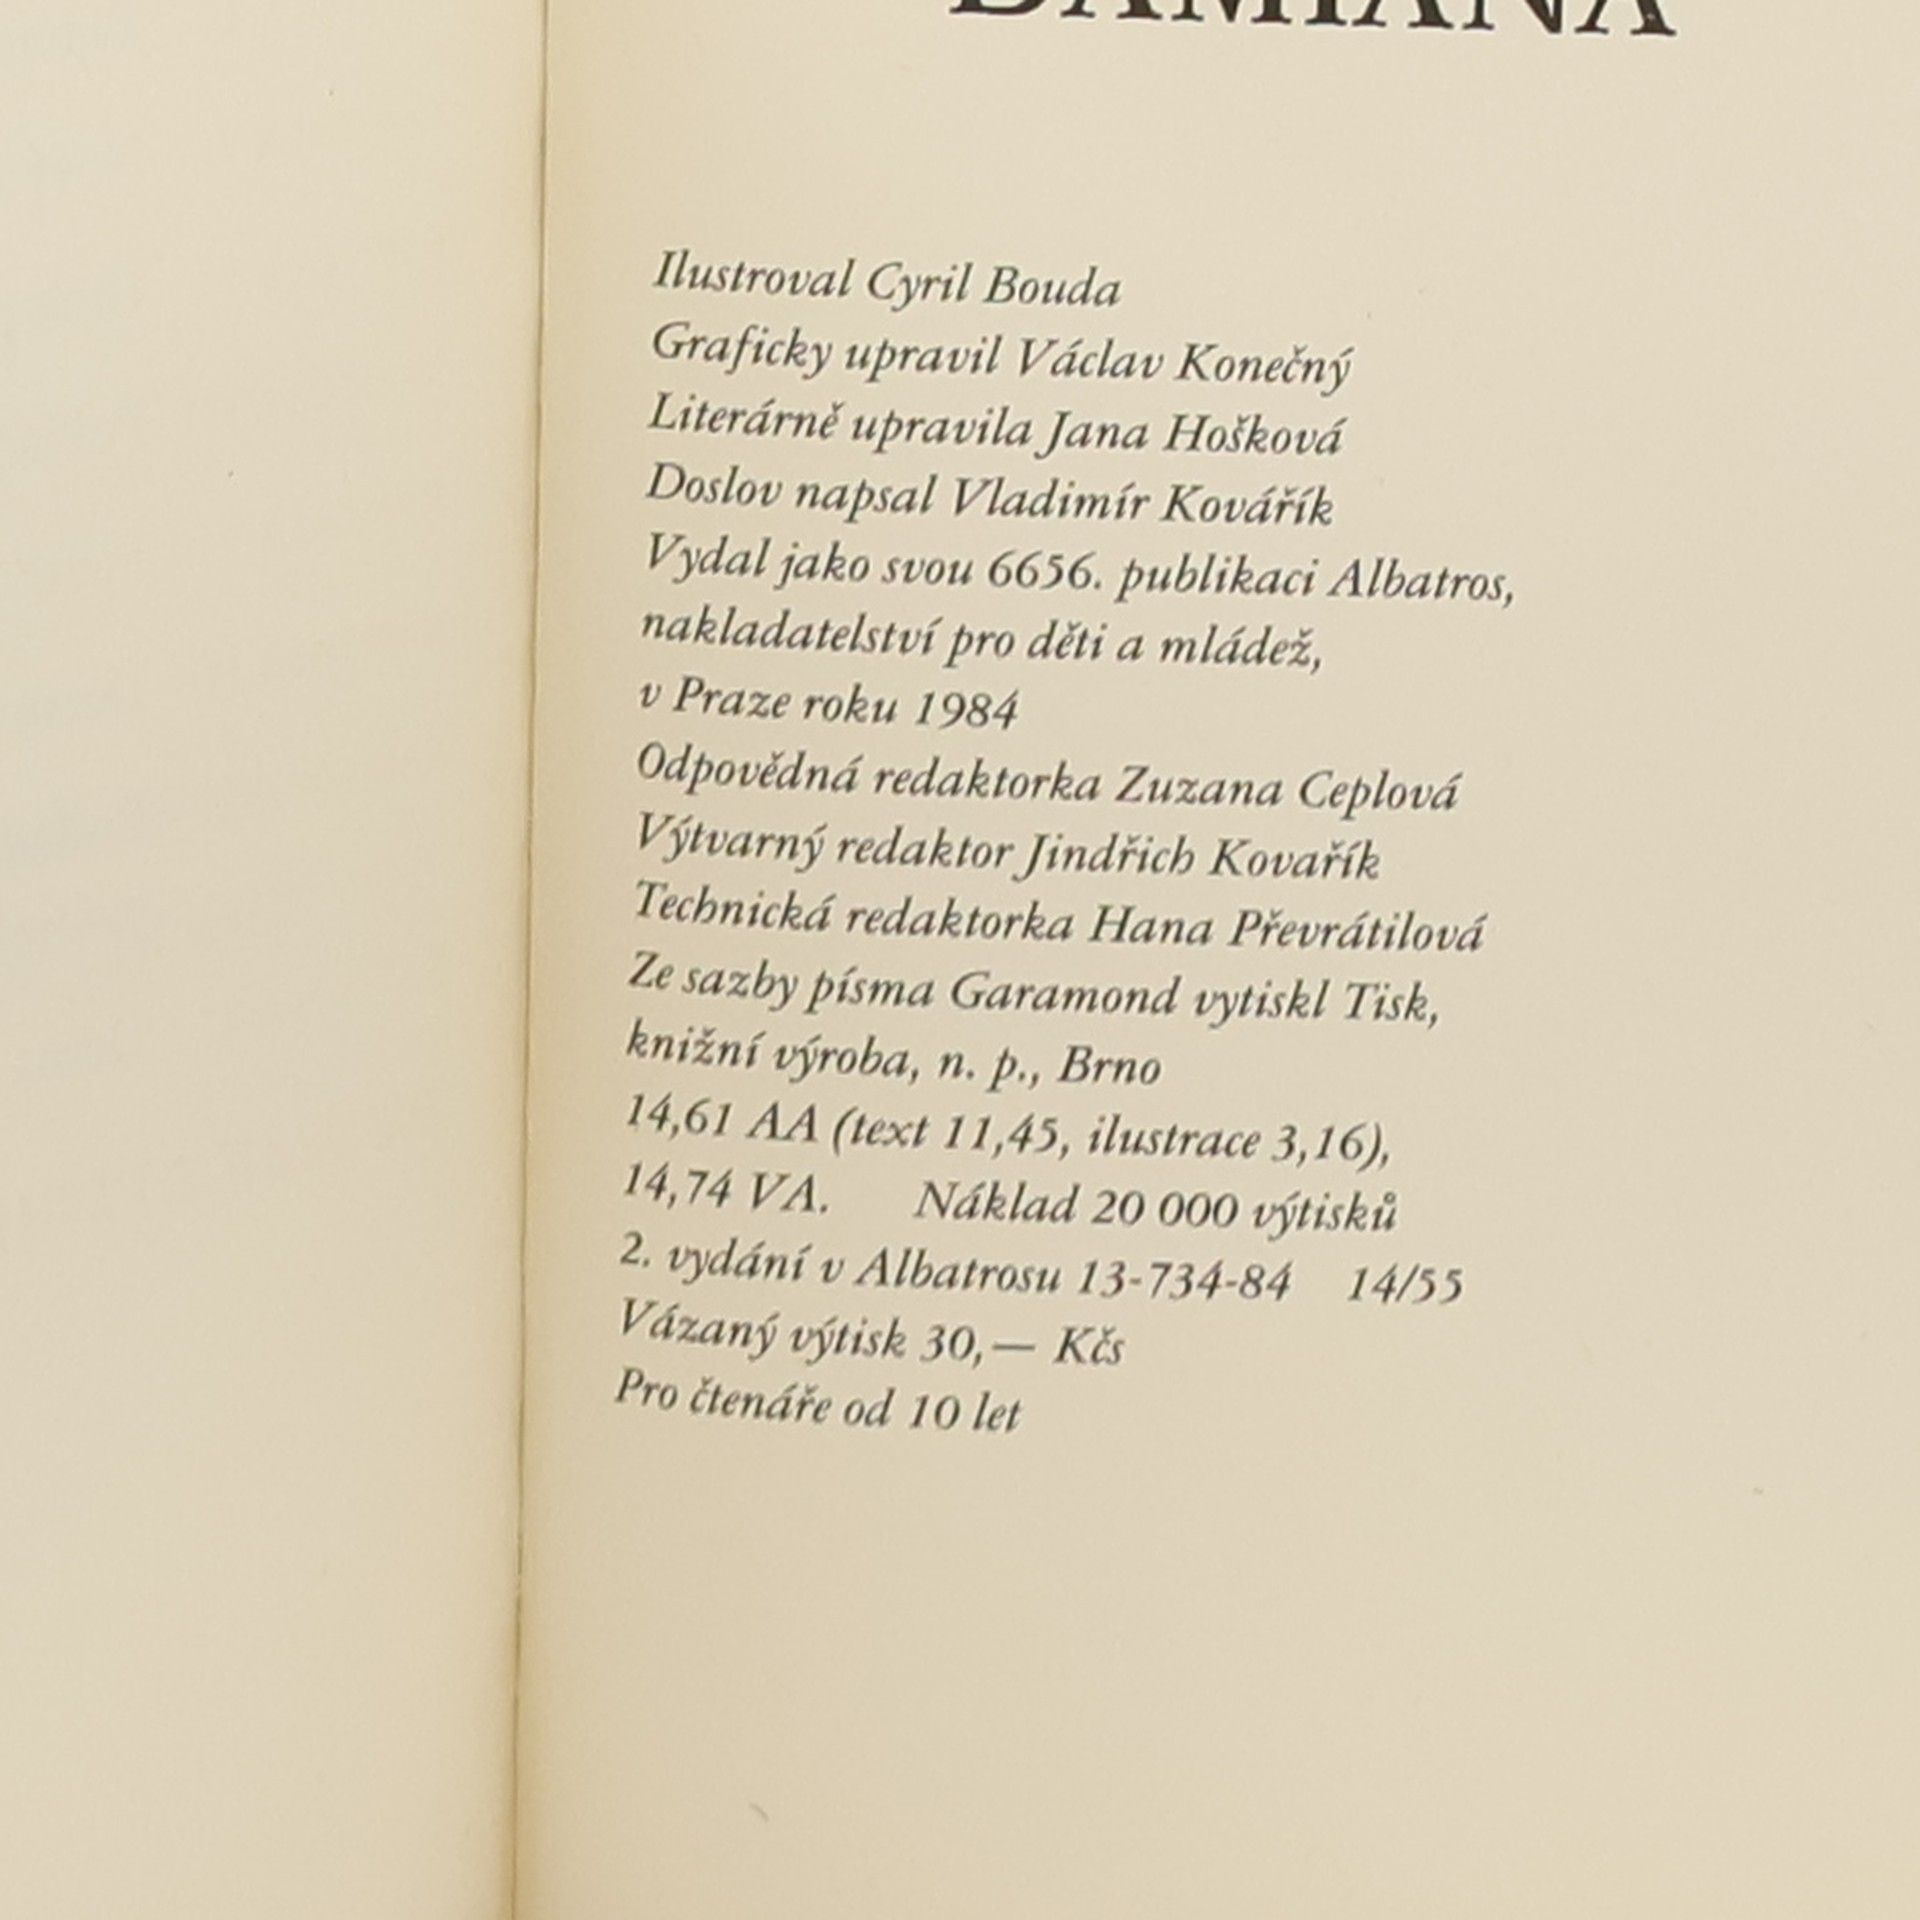 DAMIANA
Ilustroval Cyril Bouda
Graficky upravil Václav Konečný
Literárně upravila Jana Hošková
Doslov napsal Vladimír Kovářík
Vydal jako svou 6656. publikaci Albatros,
nakladatelství pro děti a mládež,
v Praze roku 1984
Odpovědná redaktorka Zuzana Ceplová
Výtvarný redaktor Jindřich Kovařík
Technická redaktorka Hana Převrátilová
Ze sazby písma Garamond vytiskl Tisk,
knižní výroba, n. p., Brno
14,61 AA (text 11,45, ilustrace 3,16),
14,74 VA. Náklad 20 000 výtisků
2. vydání v Albatrosu 13-734-84 14/55
Vázaný výtisk 30,— Kčs
Pro čtenáře od 10 let